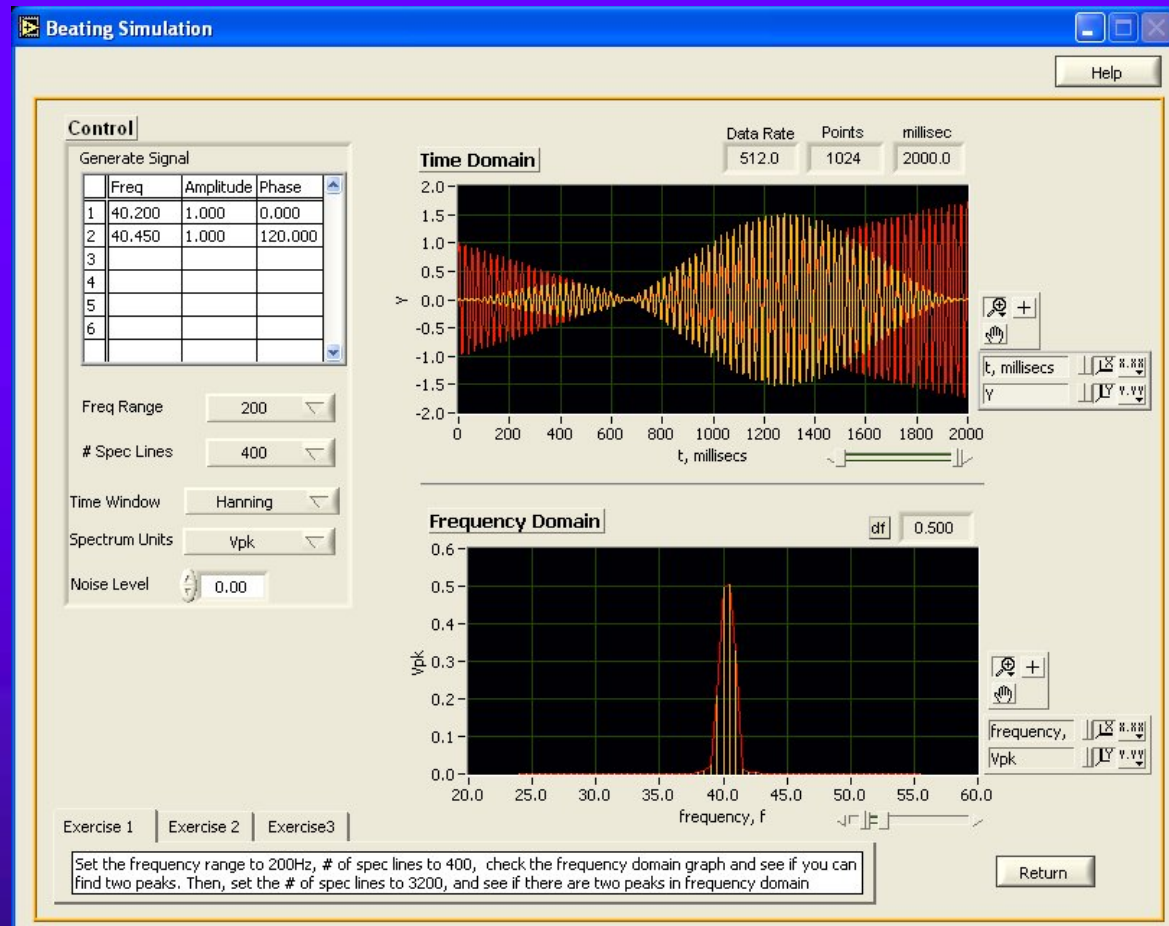 Beating Simulation
Help
Control
Generate Signal
Freq Amplitude Phase
1 40.200 1.000 0.000
2 40.450 1.000 120.000
3
4
5
6
Freq Range 200
# Spec Lines 400
Time Window Hanning
Spectrum Units Vpk
Noise Level 0.00
Data Rate Points millisec
Time Domain 512.0 1024 2000.0
2.0
1.5
1.0
0.5
0.0
-0.5
-1.0
-1.5
-2.0
Y
0 200 400 600 800 1000 1200 1400 1600 1800 2000
t, millisecs
t, millisecs X.XX
Y Y.YY
Frequency Domain df 0.500
0.6
0.5
0.4
0.3
0.2
0.1
0.0
Vpk
20.0 25.0 30.0 35.0 40.0 45.0 50.0 55.0 60.0
frequency, f
frequency, X.XX
Vpk Y.YY
Exercise 1 Exercise 2 Exercise3
Set the frequency range to 200Hz, # of spec lines to 400, check the frequency domain graph and see if you can
find two peaks. Then, set the # of spec lines to 3200, and see if there are two peaks in frequency domain
Return